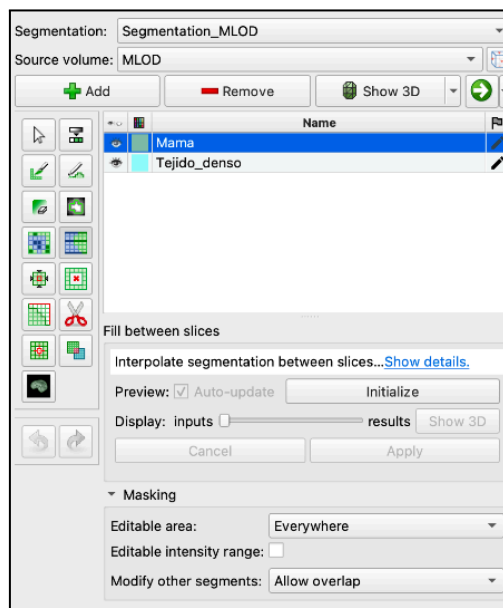 Segmentation: Segmentation_MLOD
Source volume: MLOD
Add Remove Show 3D
Name
Mama
Tejido_denso
Fill between slices
Interpolate segmentation between slices...Show details.
Preview: Auto-update Initialize
Display: inputs results Show 3D
Cancel Apply
Masking
Editable area: Everywhere
Editable intensity range:
Modify other segments: Allow overlap